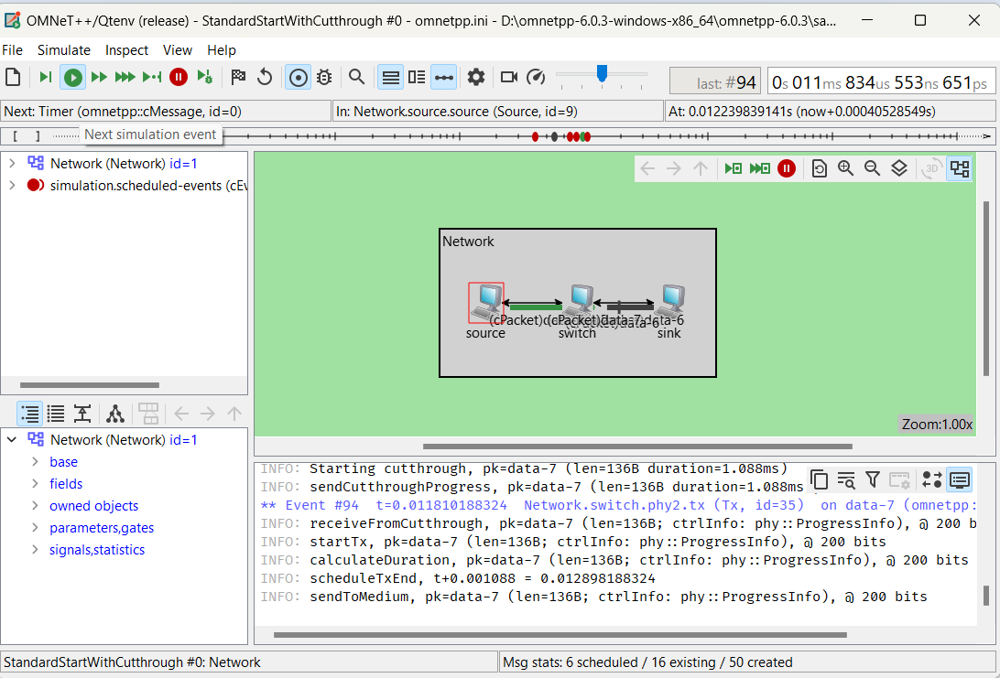 OMNeT++/Qtenv (release) - StandardStartWithCutthrough #0 - omnetpp.ini - D:\omnetpp-6.0.3-windows-x86_64\omnetpp-6.0.3\sa...
File Simulate Inspect View Help
last: #94 0s 011ms 834us 553ns 651ps
Next: Timer (omnetpp::cMessage, id=0) In: Network.source.source (Source, id=9) At: 0.012239839141s (now+0.00040528549s)
[ ] Next simulation event
Network (Network) id=1
simulation.scheduled-events (cEv
3D
Network
(cPacket)data-6
source switch sink
Zoom:1.00x
Network (Network) id=1
base
fields
owned objects
parameters,gates
signals,statistics
INFO: Starting cutthrough, pk=data-7 (len=136B duration=1.088ms)
INFO: sendCutthroughProgress, pk=data-7 (len=136B duration=1.088ms
** Event #94 t=0.011810188324 Network.switch.phy2.tx (Tx, id=35) on data-7 (omnetpp:
INFO: receiveFromCutthrough, pk=data-7 (len=136B; ctrlInfo: phy::ProgressInfo), @ 200 b
INFO: startTx, pk=data-7 (len=136B; ctrlInfo: phy::ProgressInfo), @ 200 bits
INFO: calculateDuration, pk=data-7 (len=136B; ctrlInfo: phy::ProgressInfo), @ 200 bits
INFO: scheduleTxEnd, t+0.001088 = 0.012898188324
INFO: sendToMedium, pk=data-7 (len=136B; ctrlInfo: phy::ProgressInfo), @ 200 bits
StandardStartWithCutthrough #0: Network Msg stats: 6 scheduled / 16 existing / 50 created